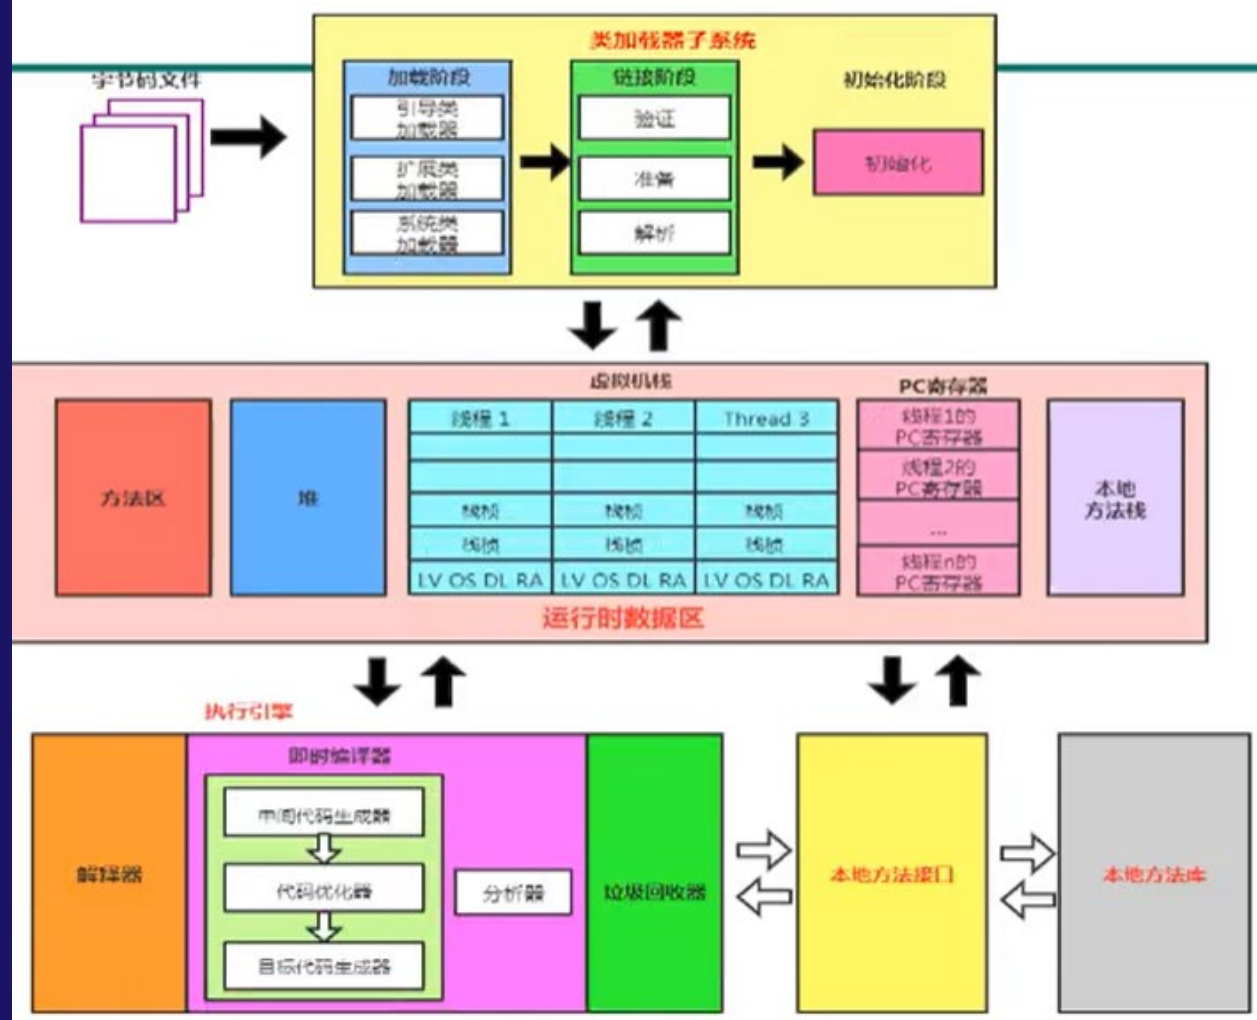 类加载器子系统
字节码文件
加载阶段
引导类
加载器
扩展类
加载器
系统类
加载器
链接阶段
验证
准备
解析
初始化阶段
初始化
虚拟机栈
PC寄存器
方法区
堆
线程 1
线程 2
Thread 3
栈桢
栈桢
栈桢
栈桢
栈桢
栈桢
LV OS DL RA
LV OS DL RA
LV OS DL RA
线程1的
PC寄存器
线程2的
PC寄存器
...
线程n的
PC寄存器
本地
方法栈
运行时数据区
执行引擎
解释器
即时编译器
中间代码生成器
代码优化器
目标代码生成器
分析器
垃圾回收器
本地方法接口
本地方法库